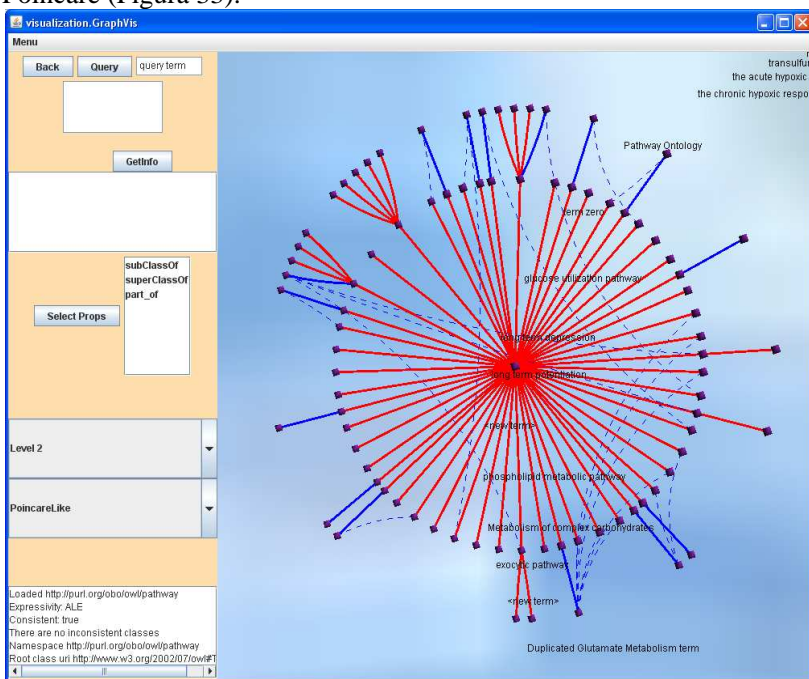 Poincaré (Figura 33).
visualization.GraphVis
Menu
Back
Query
query term
GetInfo
subClassOf
superClassOf
part_of
Select Props
Level 2
PoincareLike
Loaded http://purl.org/obo/owl/pathway
Expressivity: ALE
Consistent: true
There are no inconsistent classes
Namespace http://purl.org/obo/owl/pathway
Root class uri http://www.w3.org/2002/07/owl#T
transulfur
the acute hypoxic
the chronic hypoxic respo
Pathway Ontology
Term zero
glucose utilization pathway
long term depression
long term potentiation
<new term>
phospholipid metabolic pathway
Metabolism of complex carbohydrates
exocytic pathway
<new term>
Duplicated Glutamate Metabolism term